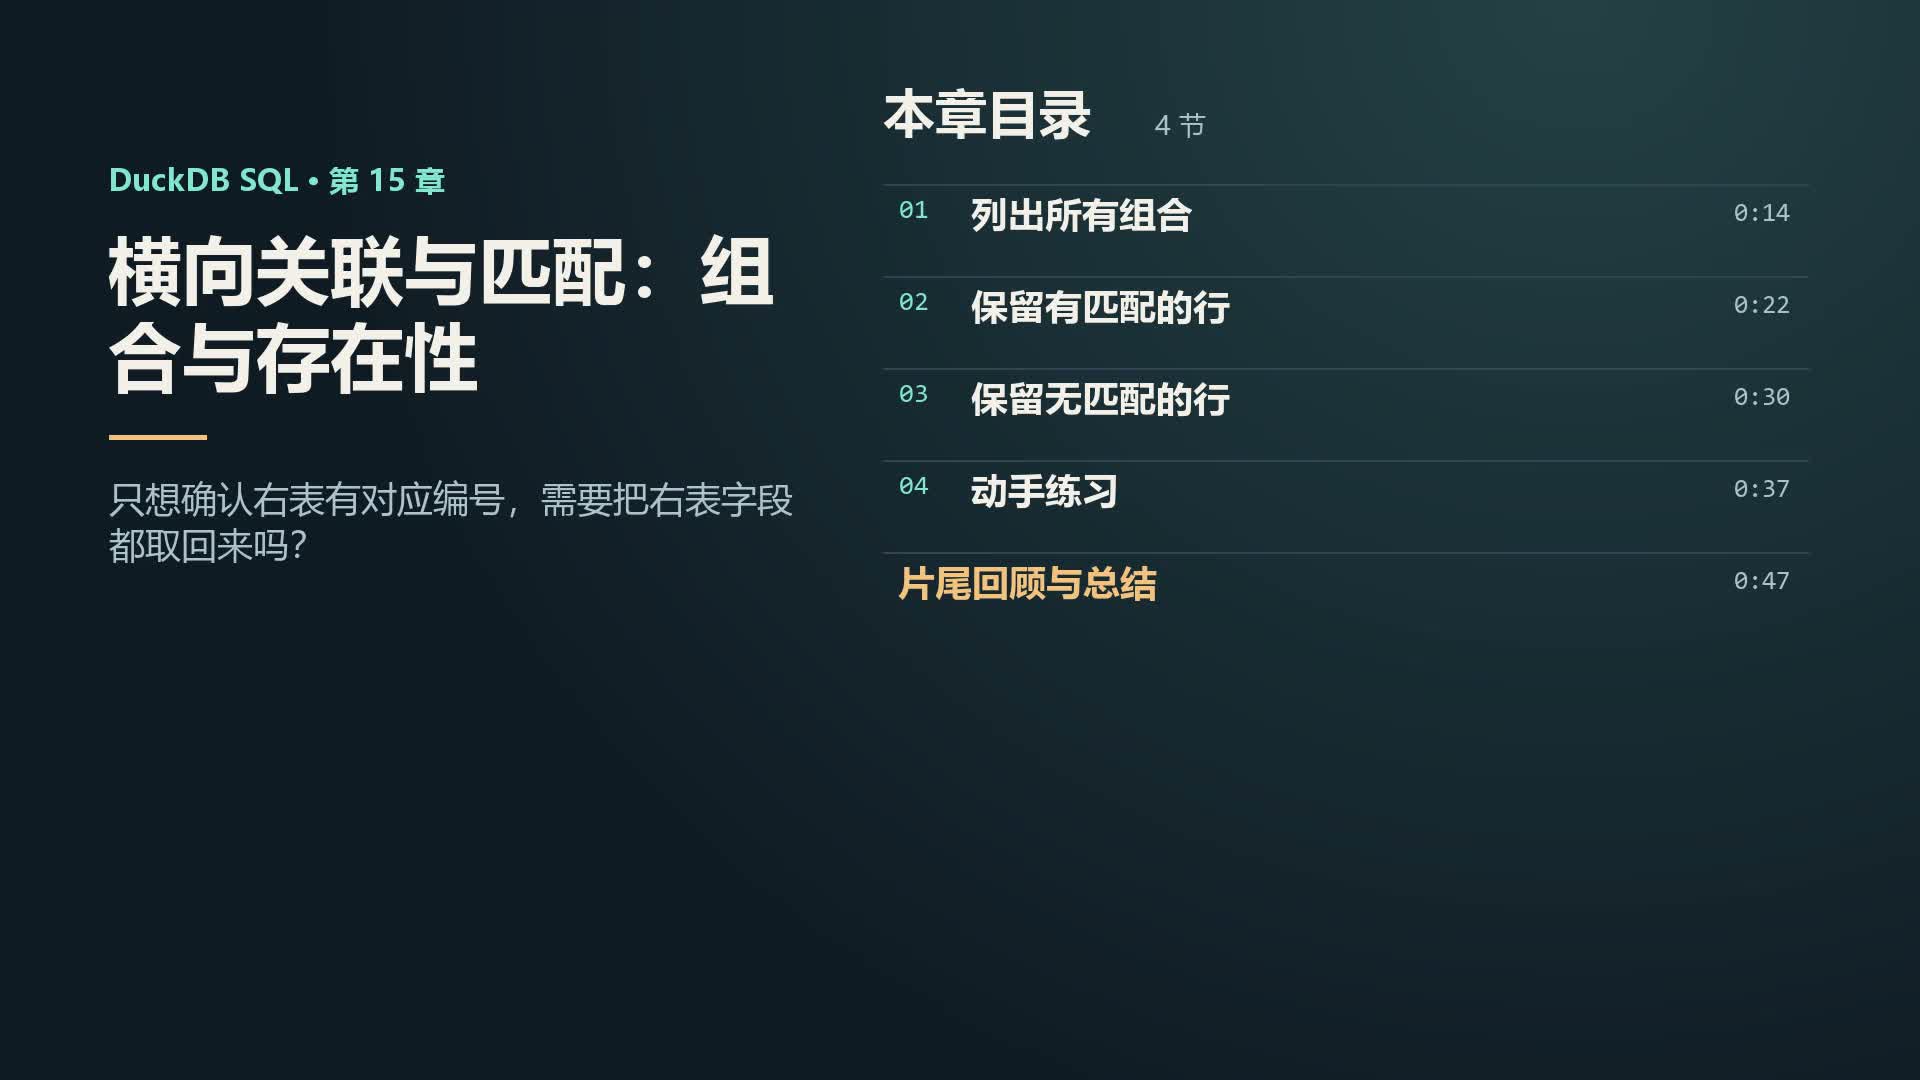 DuckDB SQL • 第 15 章
横向关联与匹配：组
合与存在性
只想确认右表有对应编号，需要把右表字段
都取回来吗？
本章目录 4 节
01 列出所有组合 0:14
02 保留有匹配的行 0:22
03 保留无匹配的行 0:30
04 动手练习 0:37
片尾回顾与总结 0:47